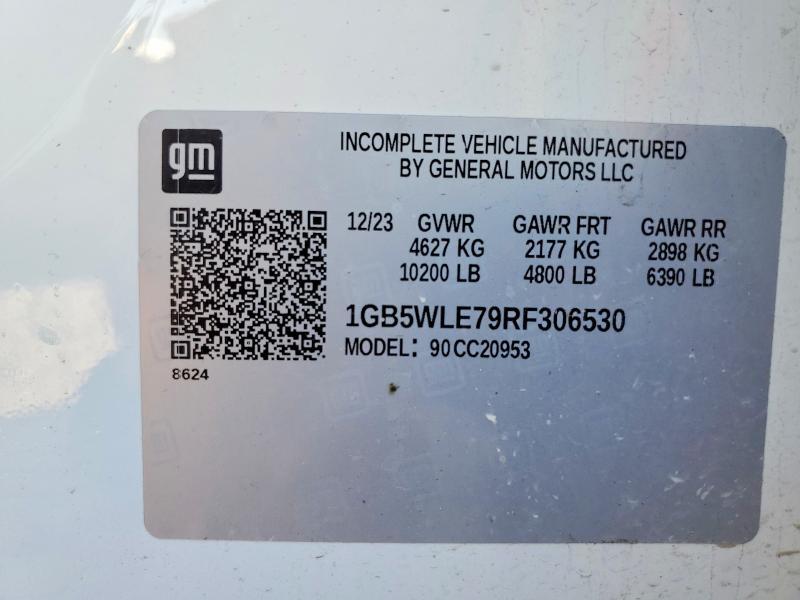 gm
INCOMPLETE VEHICLE MANUFACTURED
BY GENERAL MOTORS LLC
12/23 GVWR GAWR FRT GAWR RR
4627 KG 2177 KG 2898 KG
10200 LB 4800 LB 6390 LB
1GB5WLE79RF306530
MODEL: 90CC20953
8624